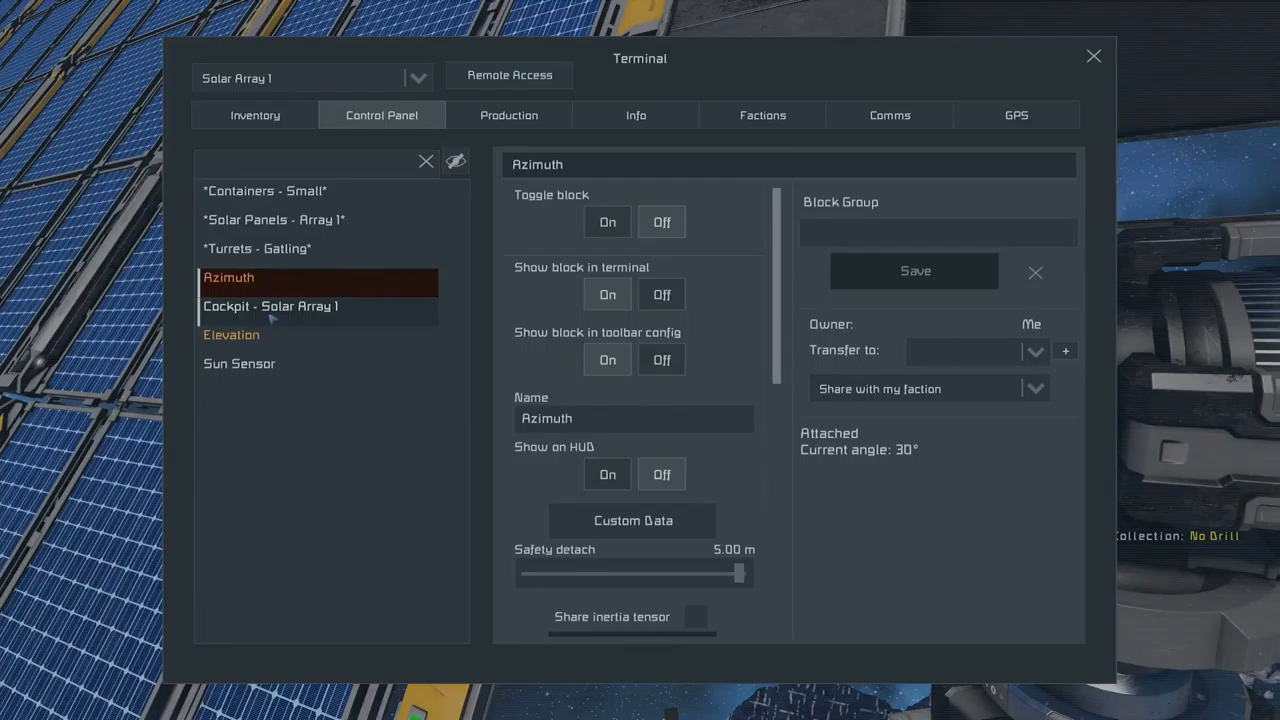 Terminal
Solar Array 1
Remote Access
Inventory
Control Panel
Production
Info
Factions
Comms
GPS
*Containers - Small*
*Solar Panels - Array 1*
*Turrets - Gatling*
Azimuth
Cockpit - Solar Array 1
Elevation
Sun Sensor
Azimuth
Toggle block
On
Off
Show block in terminal
On
Off
Show block in toolbar config
On
Off
Name
Azimuth
Show on HUD
On
Off
Custom Data
Safety detach
5.00 m
Share inertia tensor
Block Group
Save
Owner:
Me
Transfer to:
+
Share with my faction
Attached
Current angle: 30°
Collection: No Drill